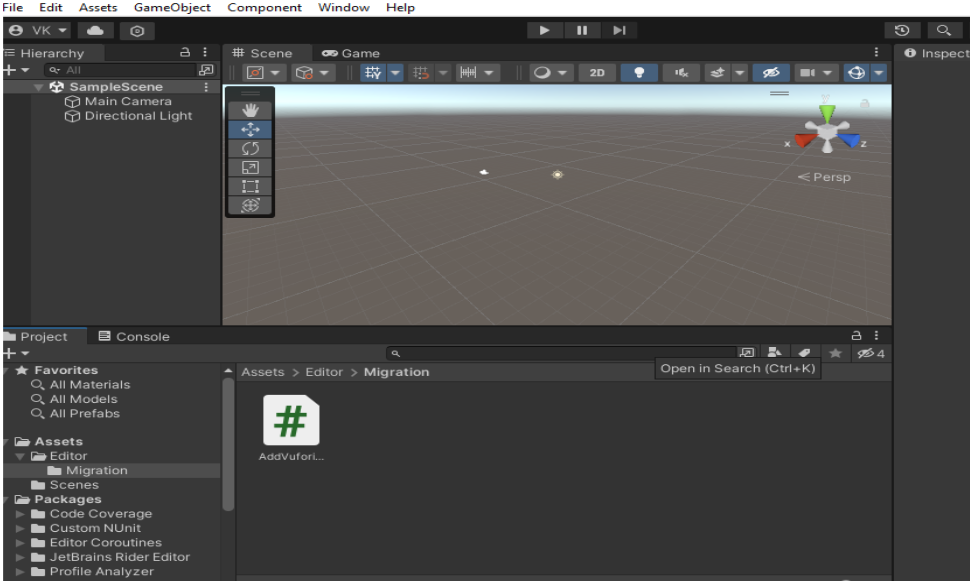 File Edit Assets GameObject Component Window Help
VK
Hierarchy
# Scene Game
Inspect
All
2D
SampleScene
Main Camera
Directional Light
y
x
z
Persp
Project Console
4
Favorites
All Materials
All Models
All Prefabs
Assets > Editor > Migration
Open in Search (Ctrl+K)
#
AddVufori...
Assets
Editor
Migration
Scenes
Packages
Code Coverage
Custom NUnit
Editor Coroutines
JetBrains Rider Editor
Profile Analyzer